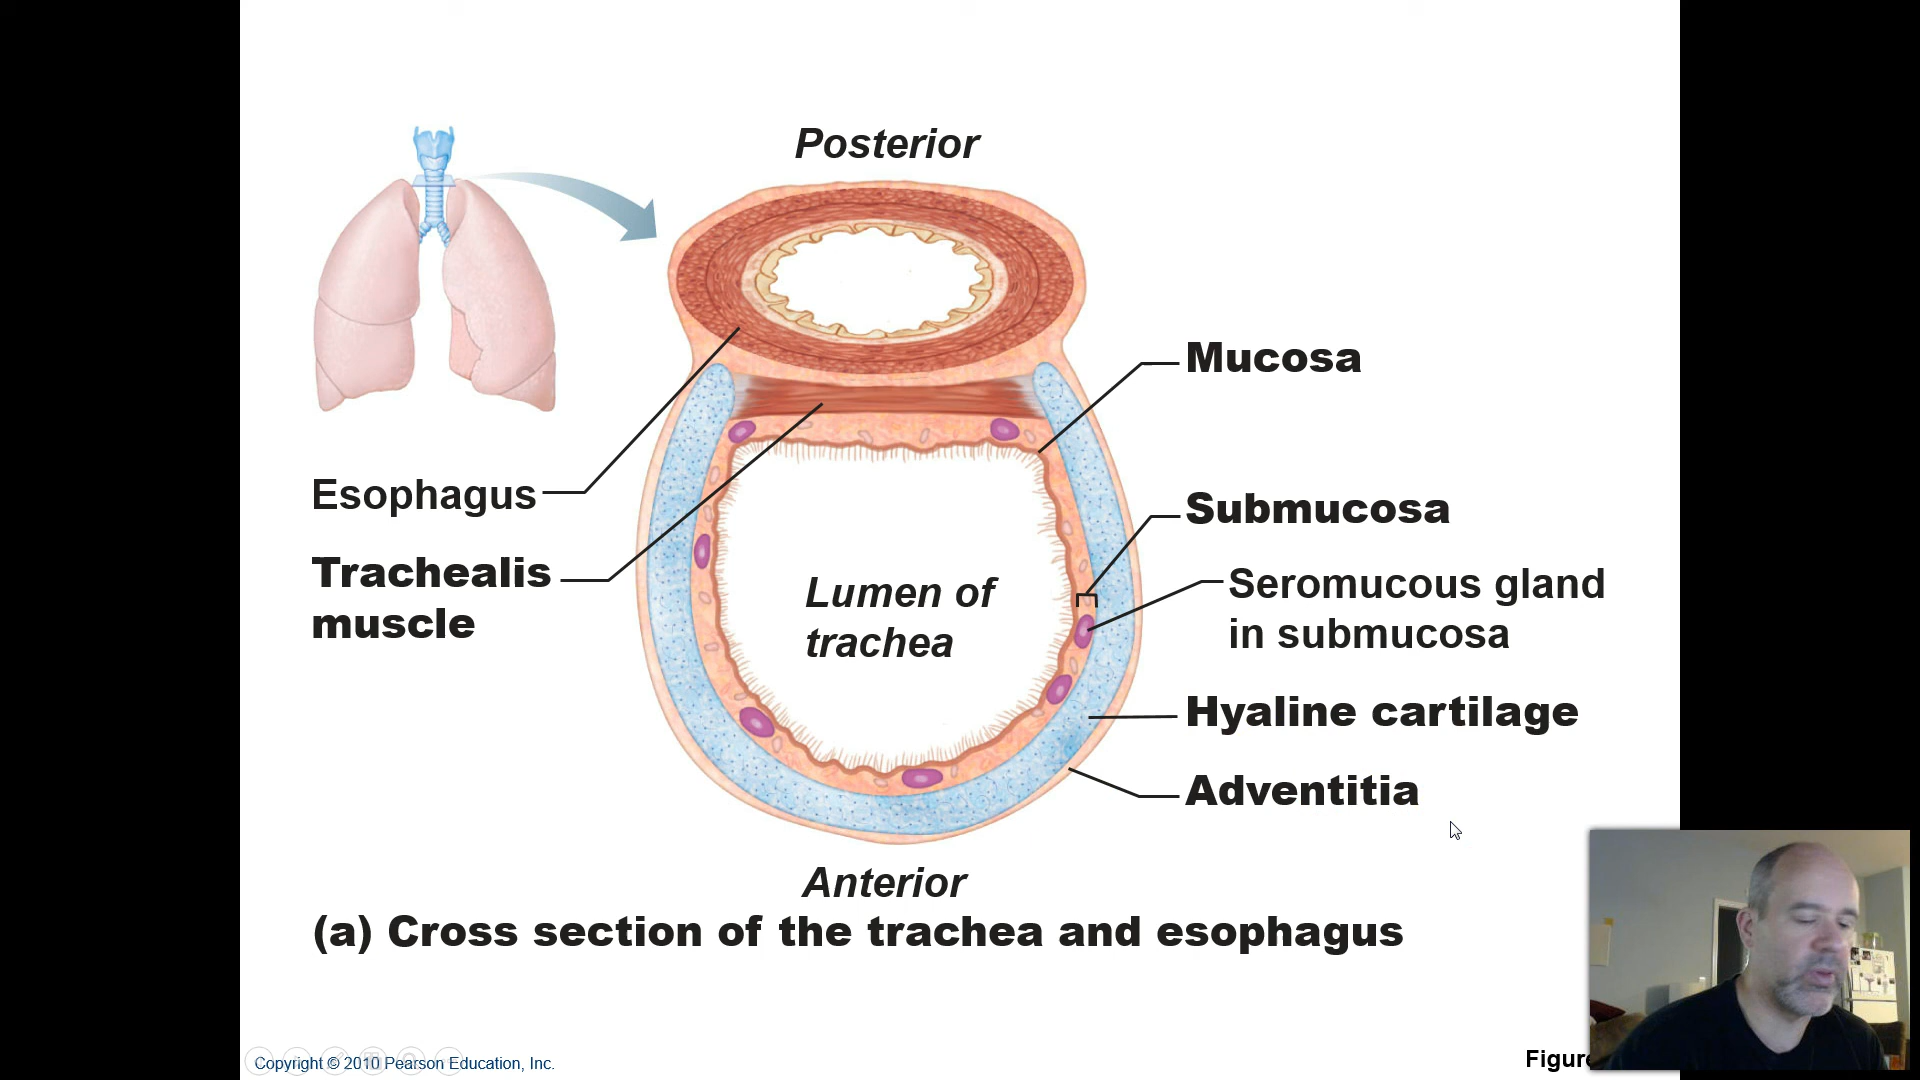 Posterior
Mucosa
Esophagus
Submucosa
Trachealis
muscle
Lumen of
trachea
Seromucous gland
in submucosa
Hyaline cartilage
Adventitia
Anterior
(a) Cross section of the trachea and esophagus
Copyright © 2010 Pearson Education, Inc.
Figure